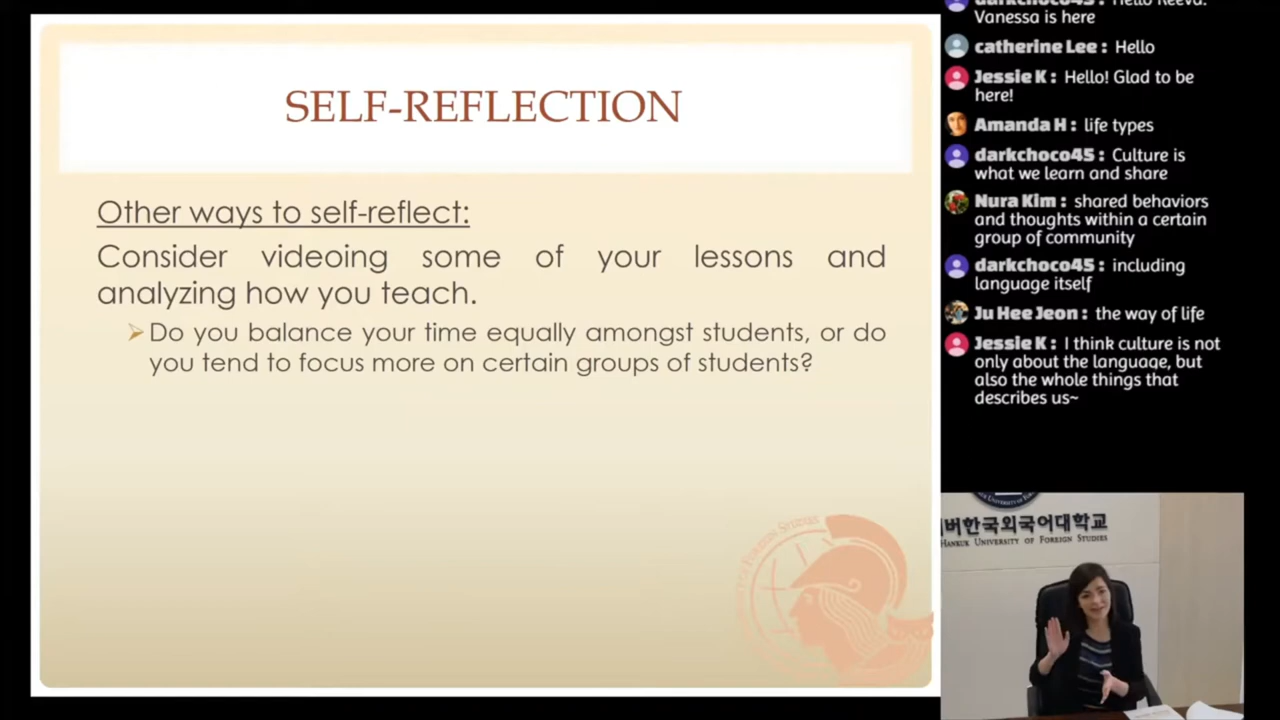 SELF-REFLECTION
Other ways to self-reflect:
Consider videoing some of your lessons and
analyzing how you teach.
Do you balance your time equally amongst students, or do
you tend to focus more on certain groups of students?
Vanessa is here
catherine Lee : Hello
Jessie K : Hello! Glad to be
here!
Amanda H : life types
darkchoco45 : Culture is
what we learn and share
Nura Kim : shared behaviors
and thoughts within a certain
group of community
darkchoco45 : including
language itself
Ju Hee Jeon : the way of life
Jessie K : I think culture is not
only about the language, but
also the whole things that
describes us~
버한국외국어대학교
Hankuk University of Foreign Studies